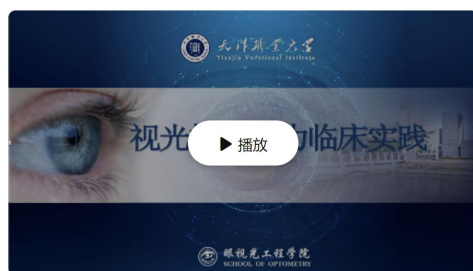 天津职业大学
Tianjin Vocational Institute
视光 功临床实践
播放
眼视光工程学院
SCHOOL OF OPTOMETRY